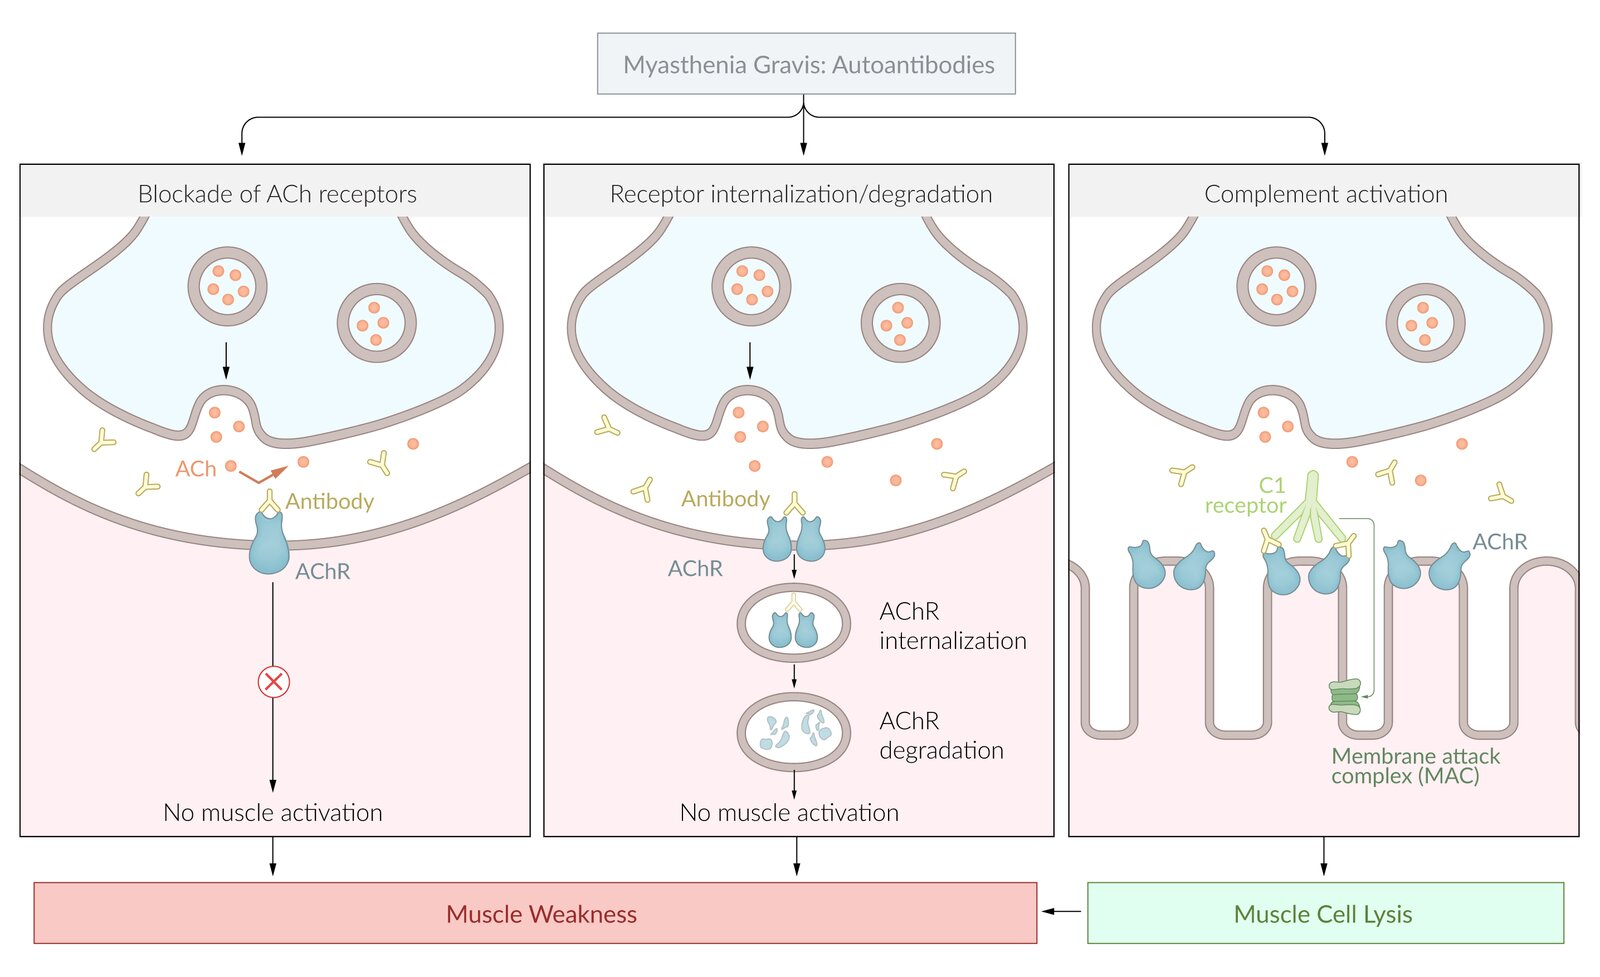 Myasthenia Gravis: Autoantibodies
Blockade of ACh receptors
ACh
Antibody
AChR
No muscle activation
Receptor internalization/degradation
Antibody
AChR
AChR
internalization
AChR
degradation
No muscle activation
Complement activation
C1
receptor
AChR
Membrane attack
complex (MAC)
Muscle Weakness
Muscle Cell Lysis